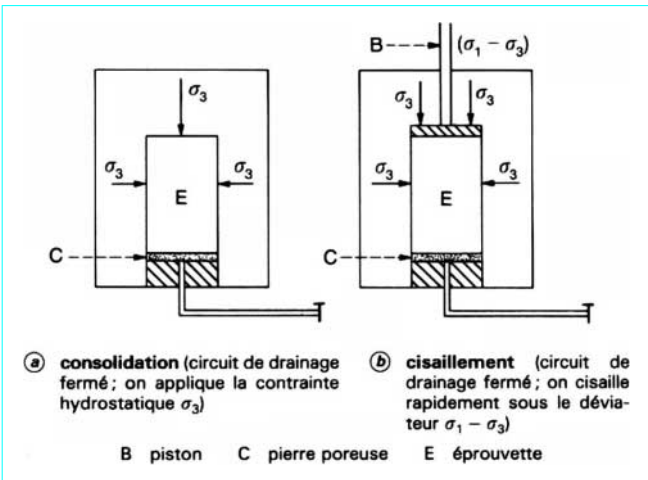 B
(σ₁ – σ₃)
σ₃
σ₃
σ₃
σ₃
σ₃
σ₃
σ₃
E
E
C
C
ⓐ consolidation (circuit de drainage
fermé ; on applique la contrainte
hydrostatique σ₃)
ⓑ cisaillement (circuit de
drainage fermé ; on cisaille
rapidement sous le dévia-
teur σ₁ – σ₃)
B piston C pierre poreuse E éprouvette